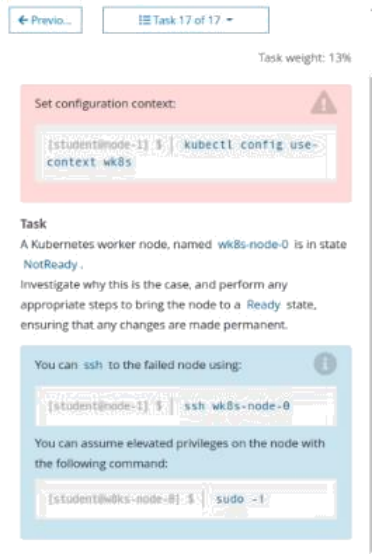 Previo...
Task 17 of 17
Task weight: 13%
Set configuration context:
[student@node-1] $ | kubectl config use-
context wk8s
Task
A Kubernetes worker node, named wk8s-node-0 is in state
NotReady .
Investigate why this is the case, and perform any
appropriate steps to bring the node to a Ready state,
ensuring that any changes are made permanent.
You can ssh to the failed node using:
[student@node-1] $ | ssh wk8s-node-0
You can assume elevated privileges on the node with
the following command:
[student@w8ks-node-0] $ | sudo -i